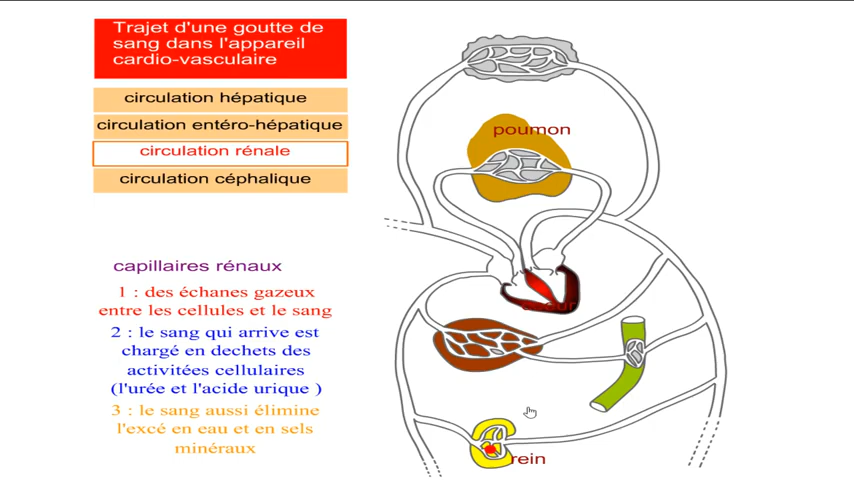 Trajet d'une goutte de
sang dans l'appareil
cardio-vasculaire
circulation hépatique
circulation entéro-hépatique
circulation rénale
circulation céphalique
poumon
capillaires rénaux
1 : des échanes gazeux
entre les cellules et le sang
2 : le sang qui arrive est
chargé en dechets des
activitées cellulaires
(l'urée et l'acide urique )
3 : le sang aussi élimine
l'excé en eau et en sels
minéraux
rein